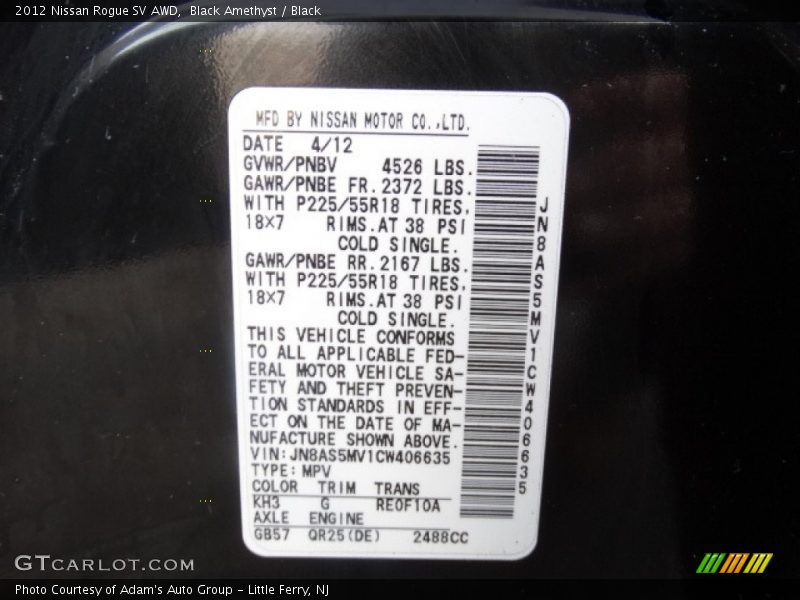 2012 Nissan Rogue SV AWD,  Black Amethyst / Black
MFD BY NISSAN MOTOR CO.,LTD.
DATE 4/12
GVWR/PNBV 4526 LBS.
GAWR/PNBE FR. 2372 LBS.
WITH P225/55R18 TIRES,
18×7 RIMS.AT 38 PSI
COLD SINGLE.
GAWR/PNBE RR. 2167 LBS.
WITH P225/55R18 TIRES,
18×7 RIMS.AT 38 PSI
COLD SINGLE.
THIS VEHICLE CONFORMS
TO ALL APPLICABLE FED-
ERAL MOTOR VEHICLE SA-
FETY AND THEFT PREVEN-
TION STANDARDS IN EFF-
ECT ON THE DATE OF MA-
NUFACTURE SHOWN ABOVE.
VIN:JN8AS5MV1CW406635
TYPE:MPV
COLOR TRIM TRANS
KH3 G RE0F10A
AXLE ENGINE
GB57 QR25(DE) 2488CC
JN8AS5MV1CW406635
GTCARLOT.COM
Photo Courtesy of Adam's Auto Group - Little Ferry, NJ